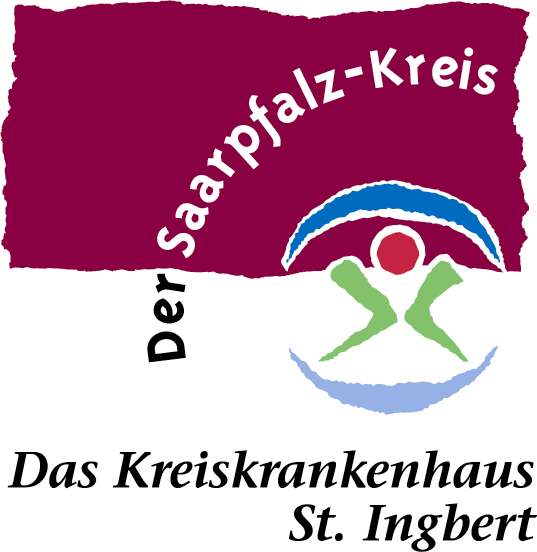 Der Saarpfalz-Kreis
Das Kreiskrankenhaus
St. Ingbert